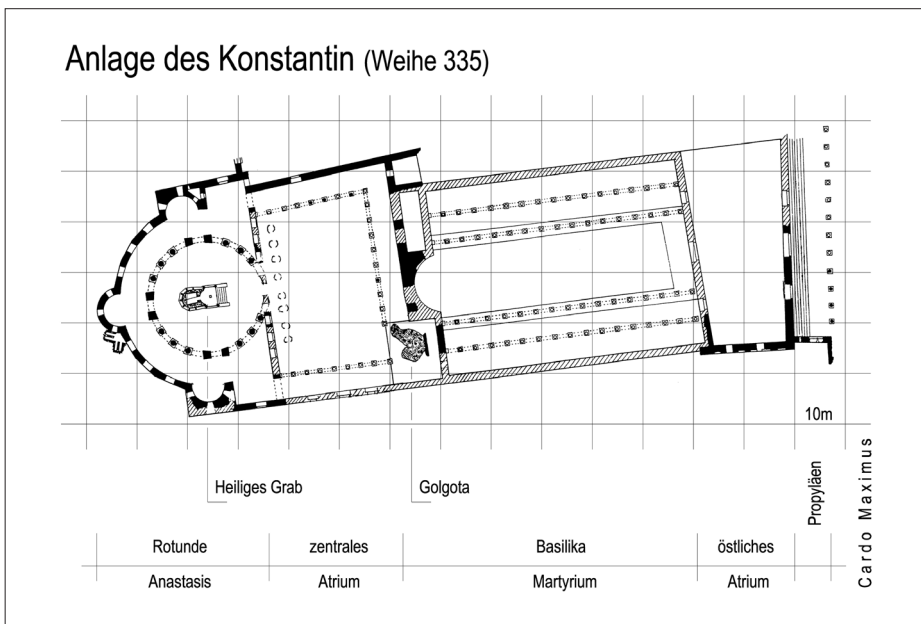 Anlage des Konstantin (Weihe 335)
10m
Heiliges Grab
Golgota
Propyläen
Cardo Maximus
Rotunde
zentrales
Basilika
östliches
Anastasis
Atrium
Martyrium
Atrium